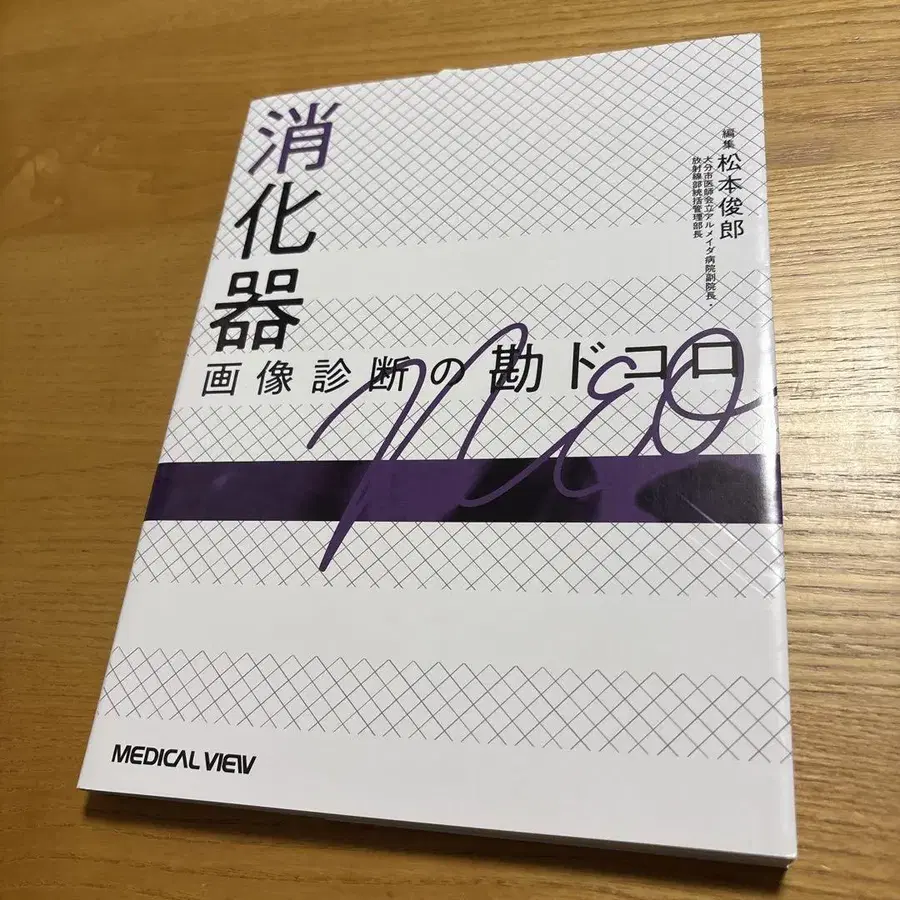 消化器
画像診断の勘ドコロ
NEO
編集 松本俊郎
大分市医師会立アルメイダ病院副院長・
放射線部統括管理部長
MEDICAL VIEW